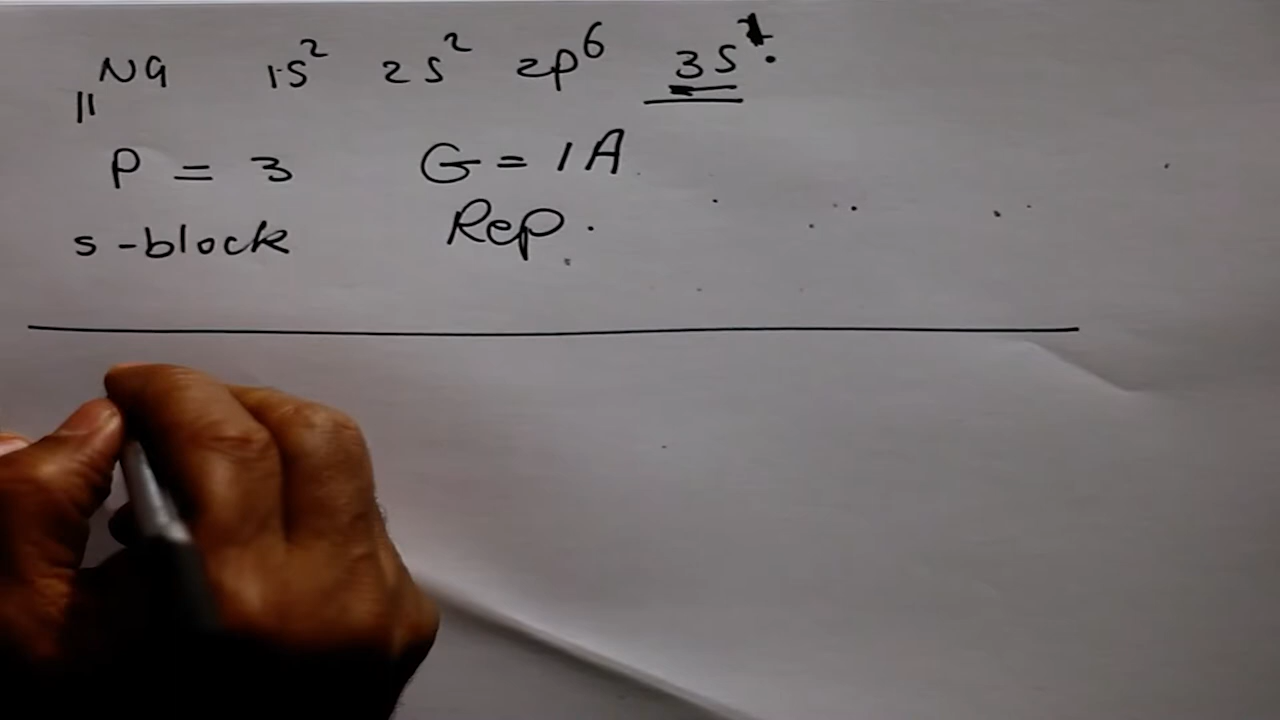 ₁₁Na 1s² 2s² 2p⁶ 3s¹.
P = 3 G = 1A
s-block Rep.